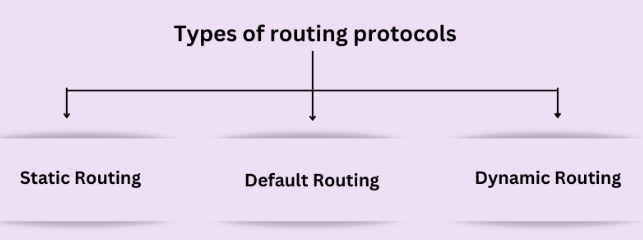 Types of routing protocols
Static Routing
Default Routing
Dynamic Routing